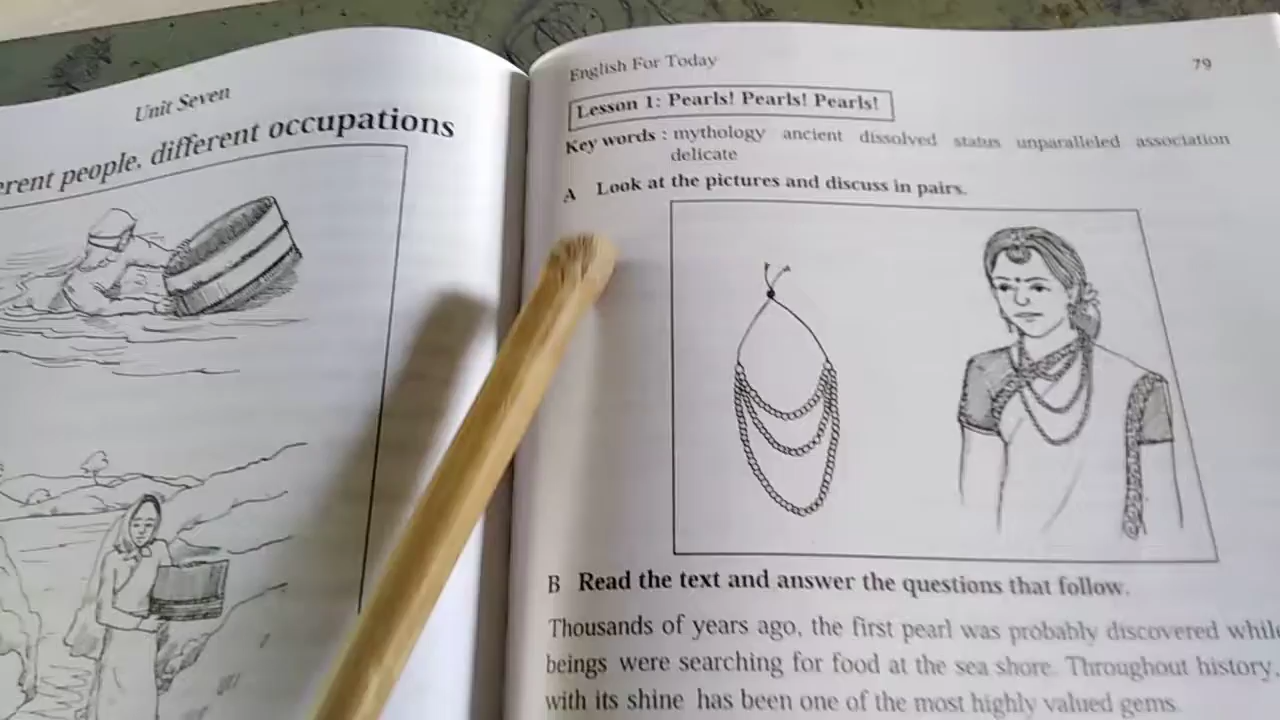 Unit Seven
people, different occupations
English For Today
79
Lesson 1: Pearls! Pearls! Pearls!
Key words : mythology ancient dissolved status unparalleled association
delicate
A Look at the pictures and discuss in pairs.
B Read the text and answer the questions that follow.
Thousands of years ago, the first pearl was probably discovered while
beings were searching for food at the sea shore. Throughout history,
with its shine has been one of the most highly valued gems.